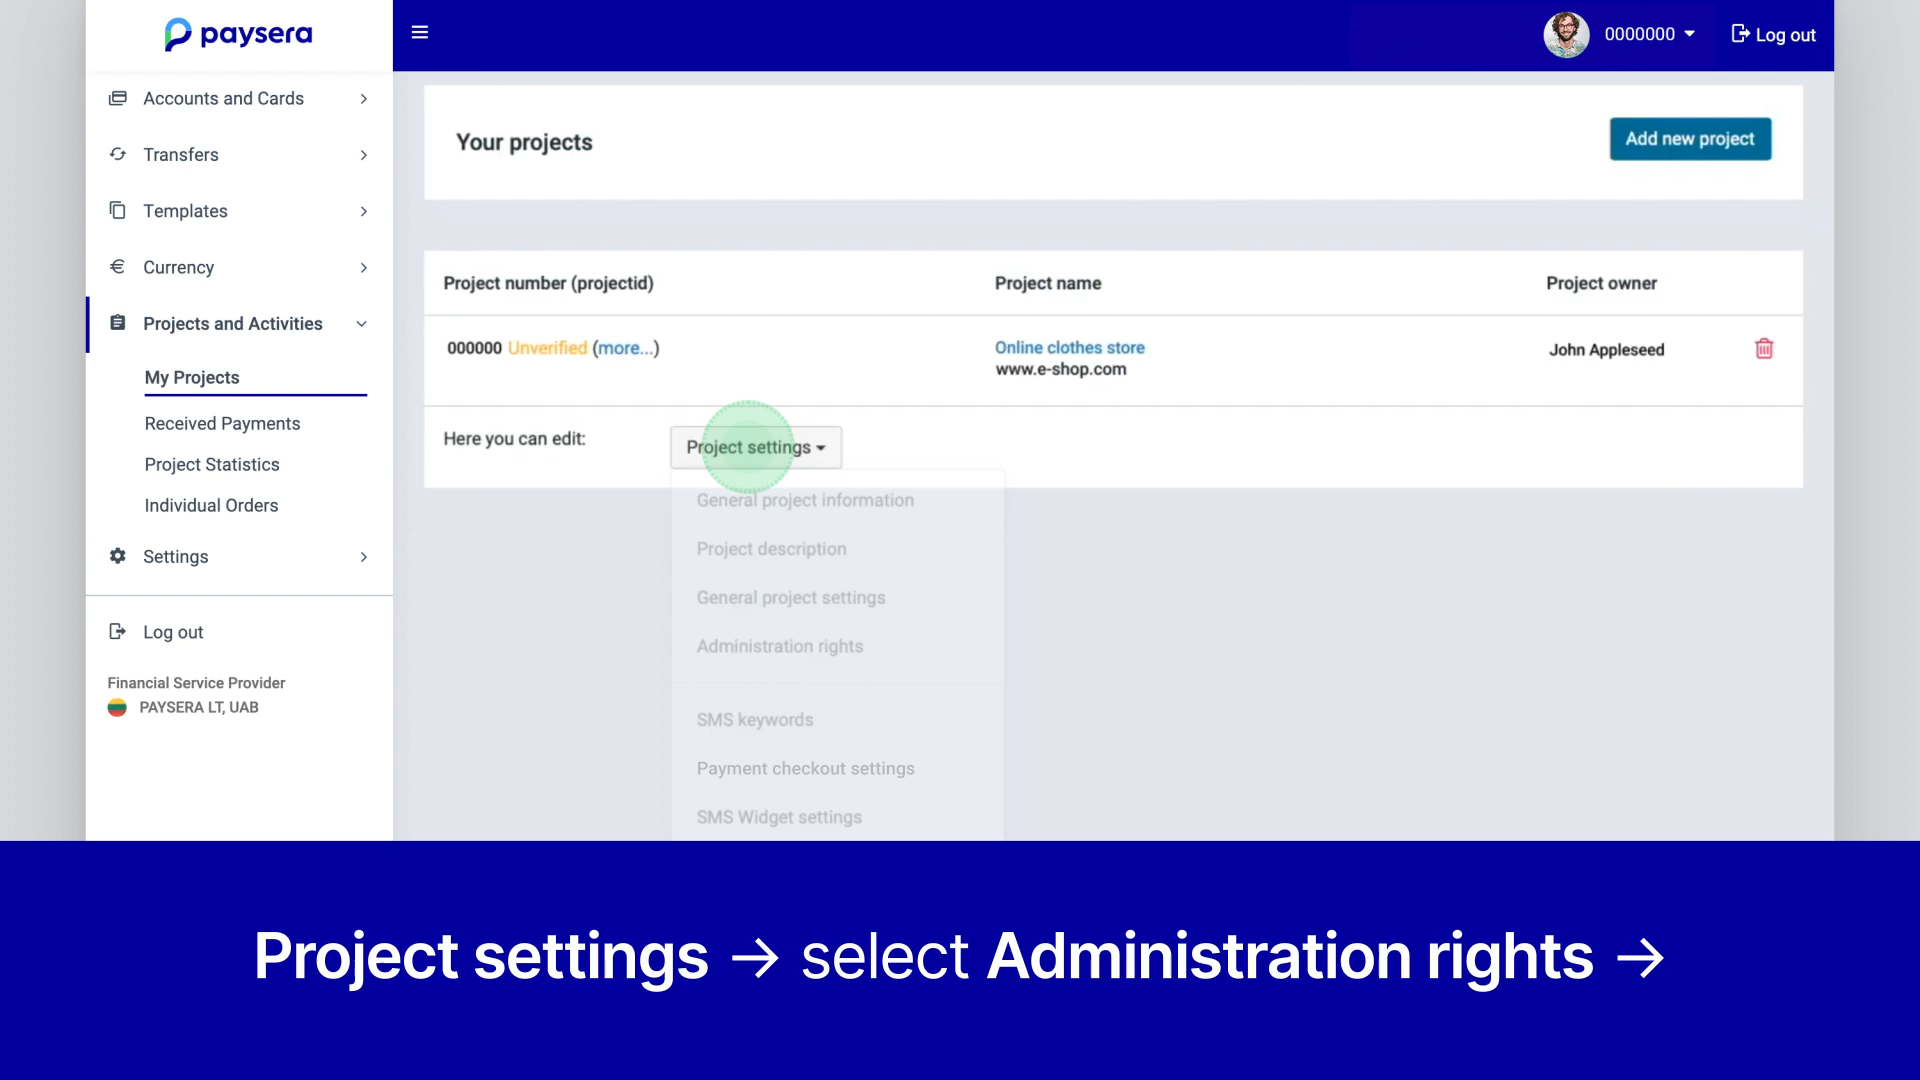 paysera
0000000
Log out
Accounts and Cards
Transfers
Templates
Currency
Projects and Activities
My Projects
Received Payments
Project Statistics
Individual Orders
Settings
Log out
Financial Service Provider
PAYSERA LT, UAB
Your projects
Add new project
Project number (projectid) Project name Project owner
000000 Unverified (more...) Online clothes store John Appleseed
www.e-shop.com
Here you can edit: Project settings
General project information
Project description
General project settings
Administration rights
SMS keywords
Payment checkout settings
SMS Widget settings
Project settings → select Administration rights →